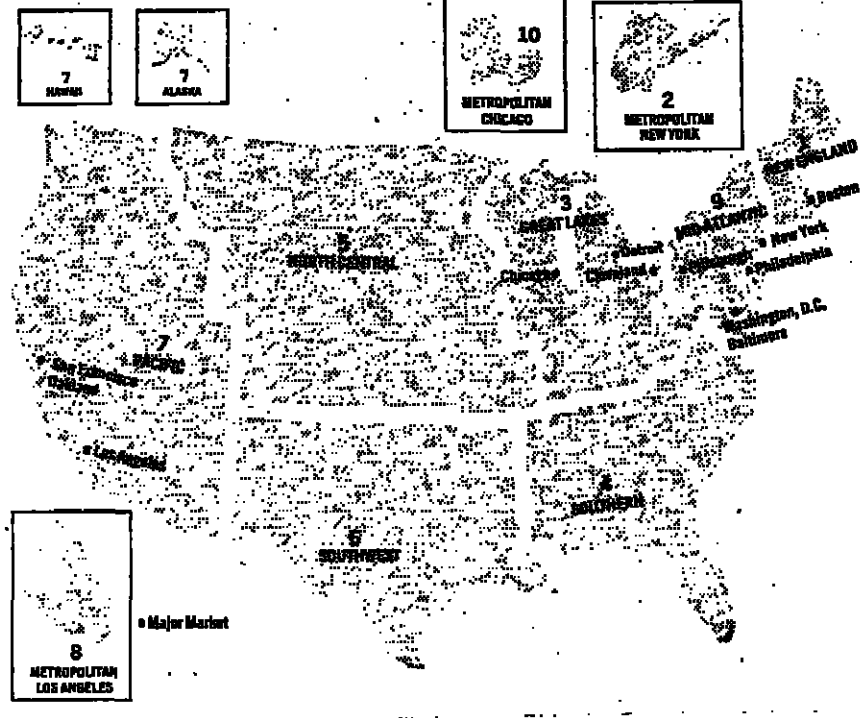 7
HAWAII
7
ALASKA
10
METROPOLITAN
CHICAGO
2
METROPOLITAN
NEW YORK
1
NEW ENGLAND
Boston
9
MID-ATLANTIC
New York
Philadelphia
Pittsburgh
Washington, D.C.
Baltimore
3
GREAT LAKES
Detroit
Cleveland
Chicago
5
NORTH CENTRAL
7
PACIFIC
San Francisco
Oakland
Los Angeles
4
SOUTHERN
6
SOUTHWEST
8
METROPOLITAN
LOS ANGELES
Major Market